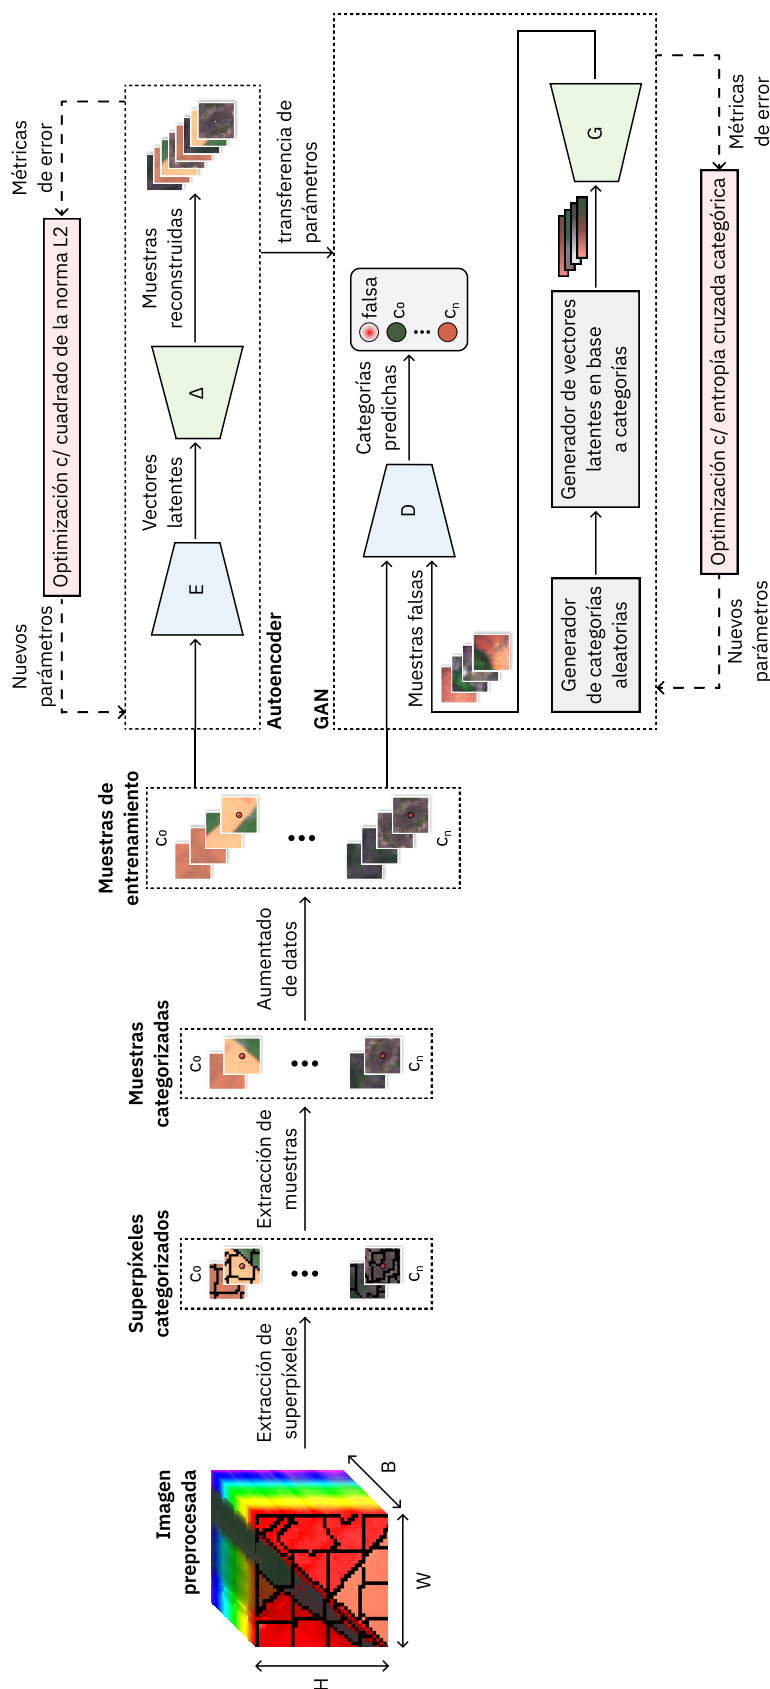 Imagen
preprocesada
H
W
B
Extracción de
superpíxeles
Superpíxeles
categorizados
C₀
Cₙ
Extracción de
muestras
Muestras
categorizadas
C₀
Cₙ
Aumentado
de datos
Muestras de
entrenamiento
C₀
Cₙ
Nuevos
parámetros
Optimización c/ cuadrado de la norma L2
Métricas
de error
E
Vectores
latentes
Δ
Muestras
reconstruidas
Autoencoder
transferencia de
parámetros
GAN
Muestras falsas
D
Categorías
predichas
falsa
C₀
Cₙ
Generador
de categorías
aleatorias
Generador de vectores
latentes en base
a categorías
G
Nuevos
parámetros
Optimización c/ entropía cruzada categórica
Métricas
de error